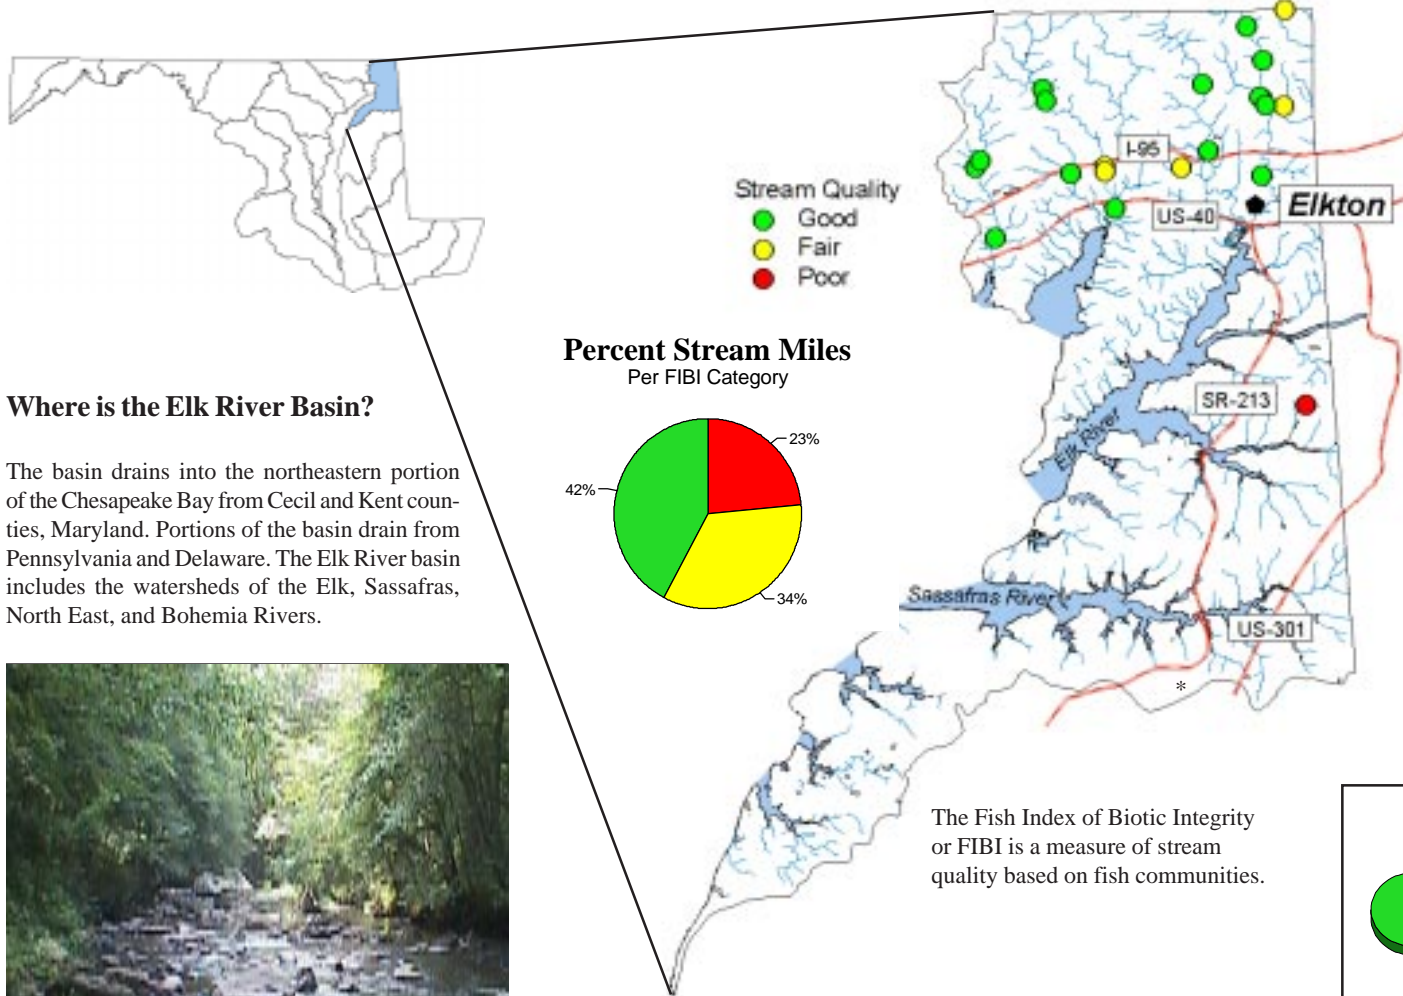 Stream Quality
Good
Fair
Poor
I-95
US-40
Elkton
SR-213
Elk River
Sassafras River
US-301
*
Percent Stream Miles
Per FIBI Category
23%
42%
34%
Where is the Elk River Basin?
The basin drains into the northeastern portion
of the Chesapeake Bay from Cecil and Kent coun-
ties, Maryland. Portions of the basin drain from
Pennsylvania and Delaware. The Elk River basin
includes the watersheds of the Elk, Sassafras,
North East, and Bohemia Rivers.
The Fish Index of Biotic Integrity
or FIBI is a measure of stream
quality based on fish communities.